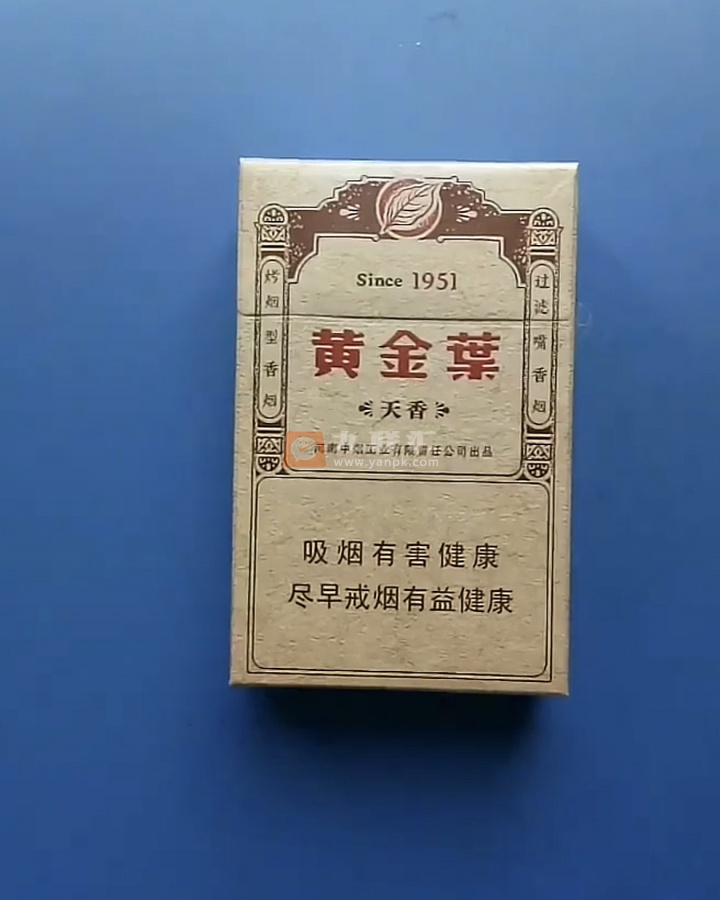 Since 1951
烤烟型香烟
过滤嘴香烟
黄金葉
天香
河南中烟工业有限责任公司出品
www.yanpk.com
吸烟有害健康
尽早戒烟有益健康